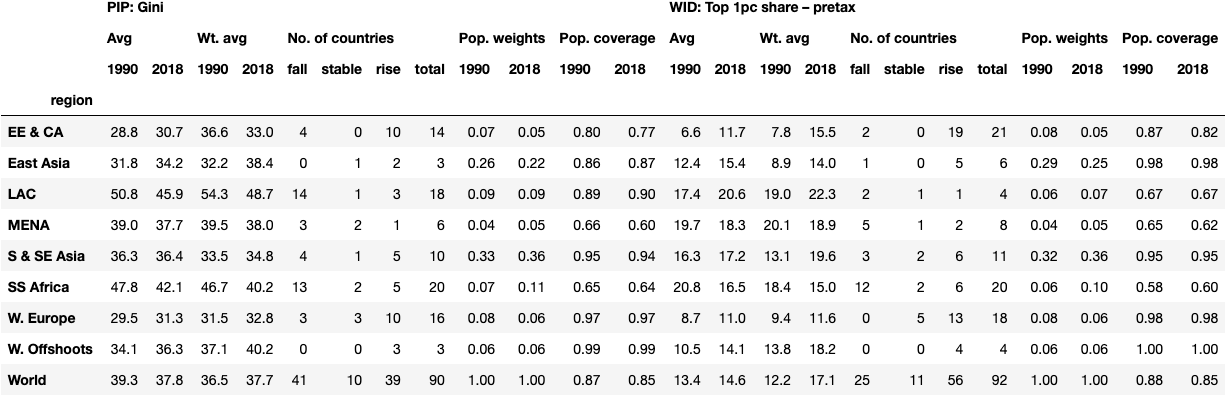 PIP: Gini WID: Top 1pc share – pretax
Avg Wt. avg No. of countries Pop. weights Pop. coverage Avg Wt. avg No. of countries Pop. weights Pop. coverage
1990 2018 1990 2018 fall stable rise total 1990 2018 1990 2018 1990 2018 1990 2018 fall stable rise total 1990 2018 1990 2018
region
EE & CA 28.8 30.7 36.6 33.0 4 0 10 14 0.07 0.05 0.80 0.77 6.6 11.7 7.8 15.5 2 0 19 21 0.08 0.05 0.87 0.82
East Asia 31.8 34.2 32.2 38.4 0 1 2 3 0.26 0.22 0.86 0.87 12.4 15.4 8.9 14.0 1 0 5 6 0.29 0.25 0.98 0.98
LAC 50.8 45.9 54.3 48.7 14 1 3 18 0.09 0.09 0.89 0.90 17.4 20.6 19.0 22.3 2 1 1 4 0.06 0.07 0.67 0.67
MENA 39.0 37.7 39.5 38.0 3 2 1 6 0.04 0.05 0.66 0.60 19.7 18.3 20.1 18.9 5 1 2 8 0.04 0.05 0.65 0.62
S & SE Asia 36.3 36.4 33.5 34.8 4 1 5 10 0.33 0.36 0.95 0.94 16.3 17.2 13.1 19.6 3 2 6 11 0.32 0.36 0.95 0.95
SS Africa 47.8 42.1 46.7 40.2 13 2 5 20 0.07 0.11 0.65 0.64 20.8 16.5 18.4 15.0 12 2 6 20 0.06 0.10 0.58 0.60
W. Europe 29.5 31.3 31.5 32.8 3 3 10 16 0.08 0.06 0.97 0.97 8.7 11.0 9.4 11.6 0 5 13 18 0.08 0.06 0.98 0.98
W. Offshoots 34.1 36.3 37.1 40.2 0 0 3 3 0.06 0.06 0.99 0.99 10.5 14.1 13.8 18.2 0 0 4 4 0.06 0.06 1.00 1.00
World 39.3 37.8 36.5 37.7 41 10 39 90 1.00 1.00 0.87 0.85 13.4 14.6 12.2 17.1 25 11 56 92 1.00 1.00 0.88 0.85